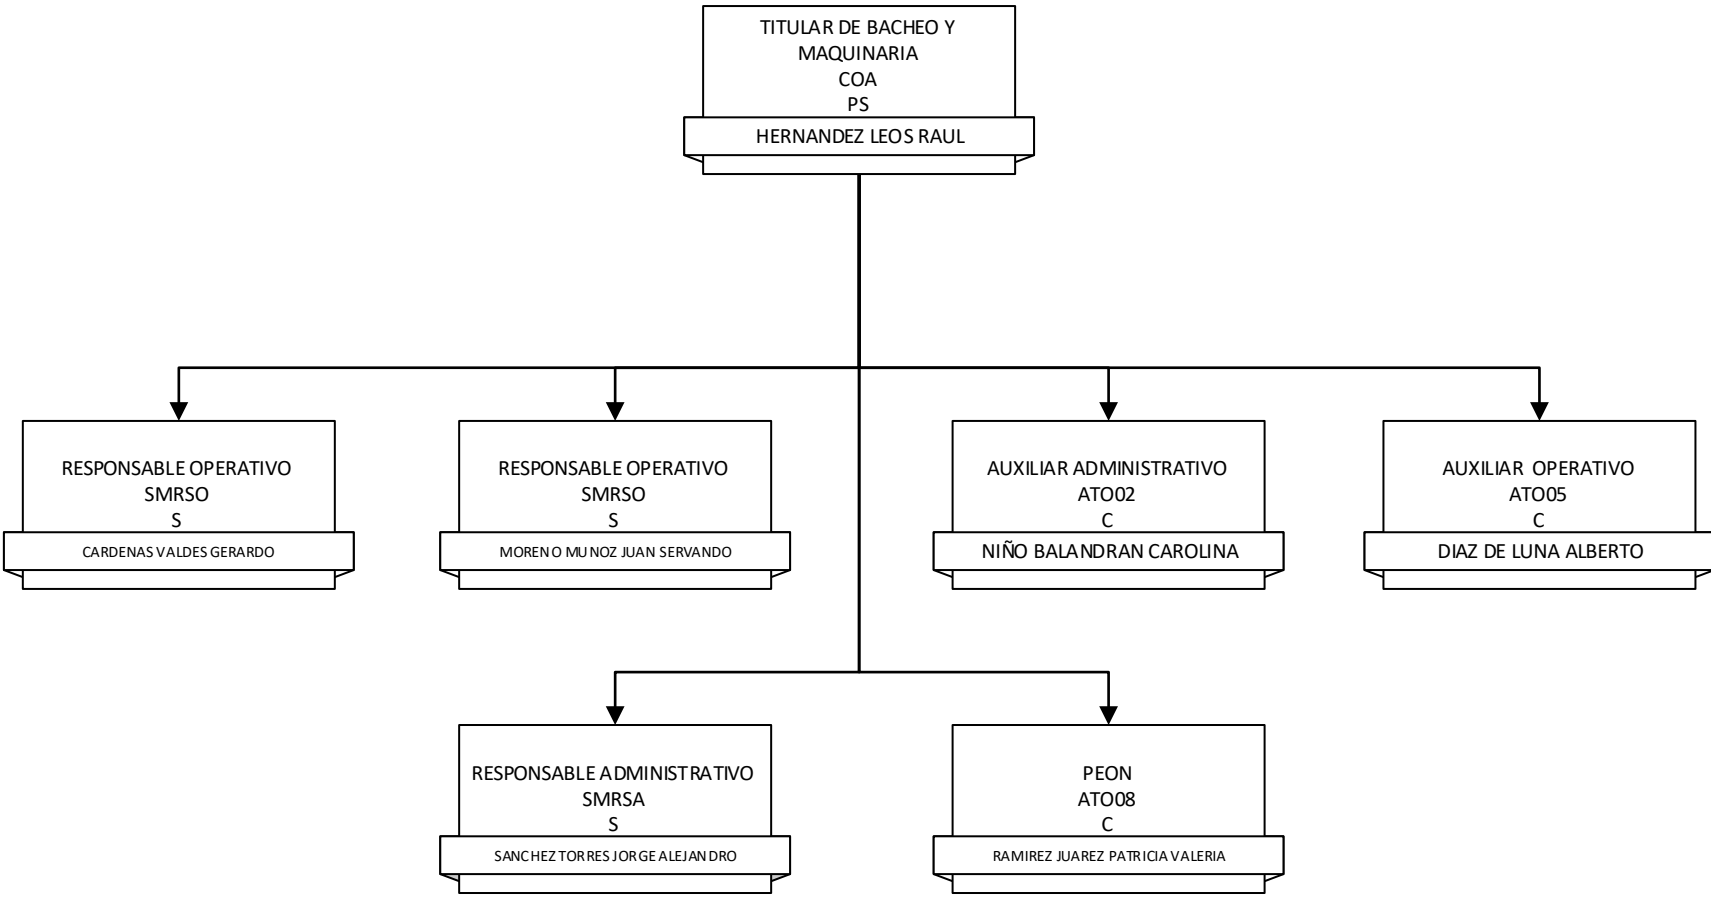 TITULAR DE BACHEO Y
MAQUINARIA
COA
PS
HERNANDEZ LEOS RAUL
RESPONSABLE OPERATIVO
SMRSO
S
CARDENAS VALDES GERARDO
RESPONSABLE OPERATIVO
SMRSO
S
MORENO MUNOZ JUAN SERVANDO
AUXILIAR ADMINISTRATIVO
ATO02
C
NIÑO BALANDRAN CAROLINA
AUXILIAR OPERATIVO
ATO05
C
DIAZ DE LUNA ALBERTO
RESPONSABLE ADMINISTRATIVO
SMRSA
S
SANCHEZ TORRES JORGE ALEJANDRO
PEON
ATO08
C
RAMIREZ JUAREZ PATRICIA VALERIA